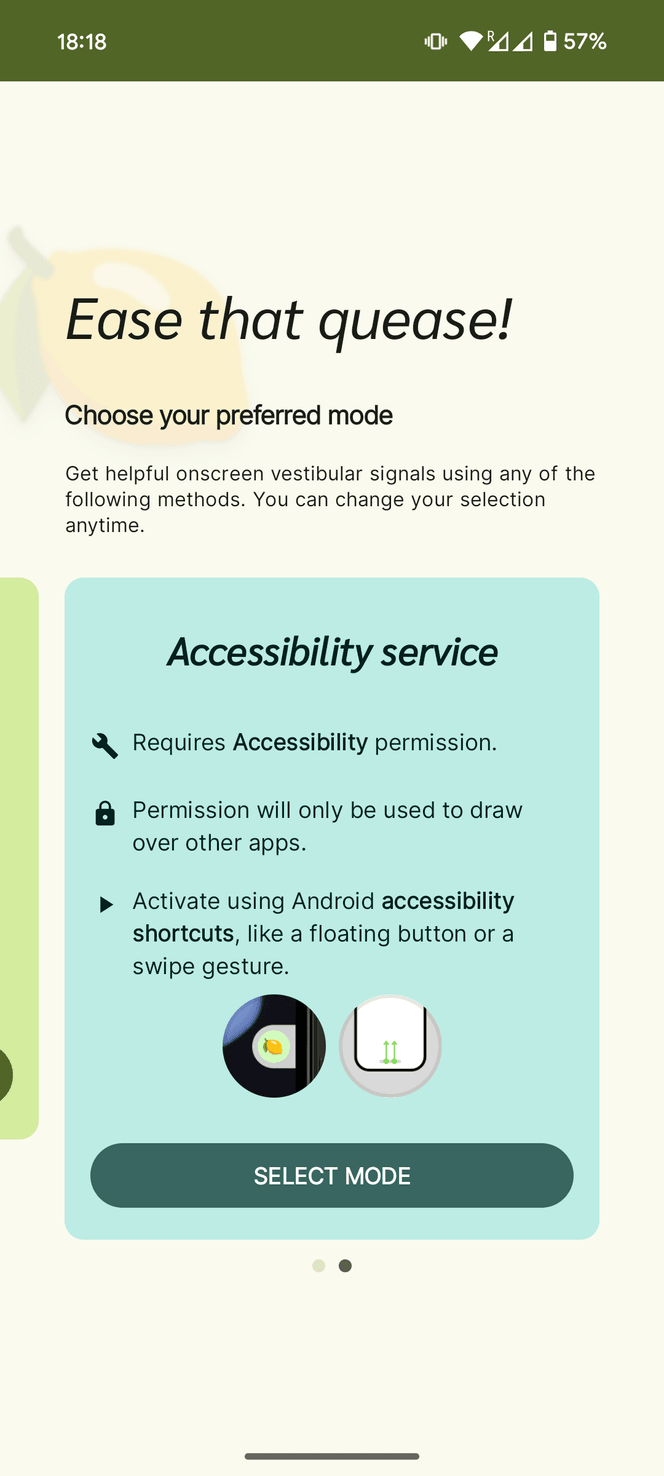 18:18
R
57%
Ease that quease!
Choose your preferred mode
Get helpful onscreen vestibular signals using any of the
following methods. You can change your selection
anytime.
Accessibility service
Requires Accessibility permission.
Permission will only be used to draw
over other apps.
Activate using Android accessibility
shortcuts, like a floating button or a
swipe gesture.
SELECT MODE